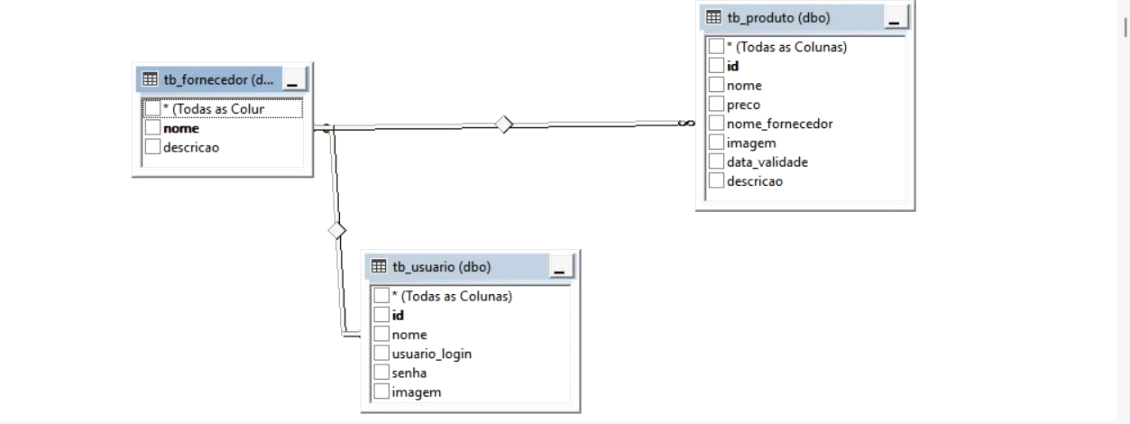 tb_fornecedor (d...
* (Todas as Colur
nome
descricao
tb_produto (dbo)
* (Todas as Colunas)
id
nome
preco
nome_fornecedor
imagem
data_validade
descricao
tb_usuario (dbo)
* (Todas as Colunas)
id
nome
usuario_login
senha
imagem